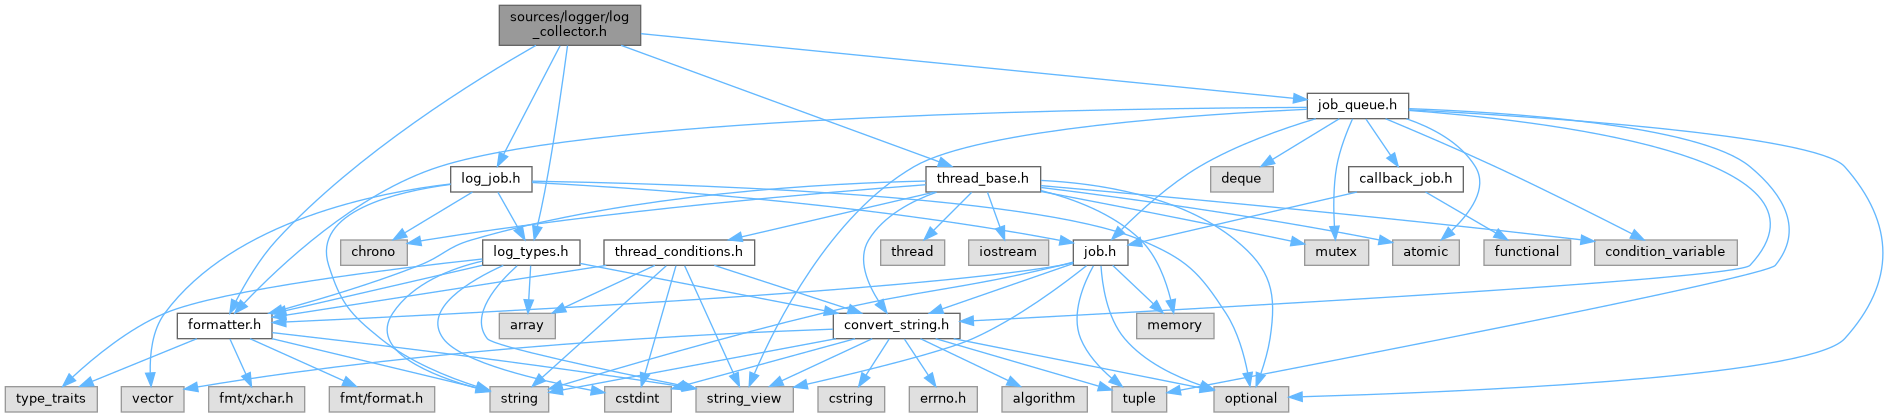 sources/logger/log
_collector.h
job_queue.h
log_job.h
thread_base.h
deque
callback_job.h
chrono
log_types.h
thread_conditions.h
thread
iostream
job.h
mutex
atomic
functional
condition_variable
formatter.h
array
convert_string.h
memory
type_traits
vector
fmt/xchar.h
fmt/format.h
string
cstdint
string_view
cstring
errno.h
algorithm
tuple
optional